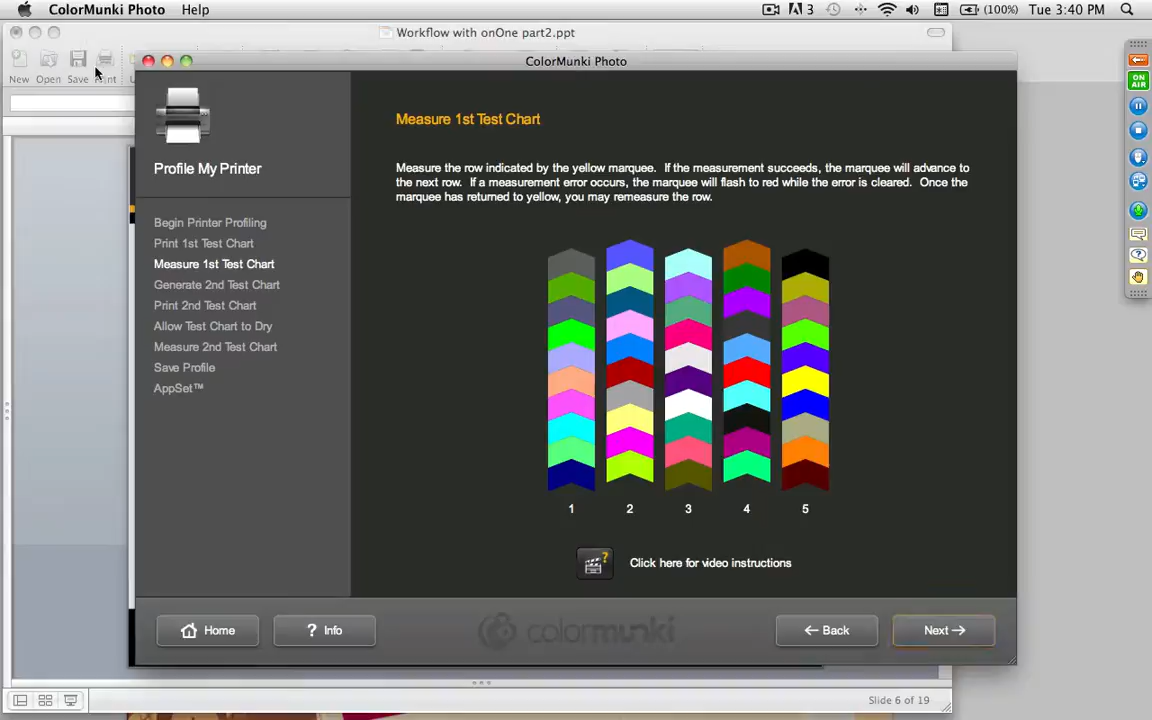 ColorMunki Photo Help
3
(100%)
Tue 3:40 PM
Workflow with onOne part2.ppt
New Open Save Print
ColorMunki Photo
ON
AIR
Profile My Printer
Begin Printer Profiling
Print 1st Test Chart
Measure 1st Test Chart
Generate 2nd Test Chart
Print 2nd Test Chart
Allow Test Chart to Dry
Measure 2nd Test Chart
Save Profile
AppSet™
Measure 1st Test Chart
Measure the row indicated by the yellow marquee. If the measurement succeeds, the marquee will advance to
the next row. If a measurement error occurs, the marquee will flash to red while the error is cleared. Once the
marquee has returned to yellow, you may remeasure the row.
1 2 3 4 5
? Click here for video instructions
Home
? Info
colormunki
← Back
Next →
Slide 6 of 19